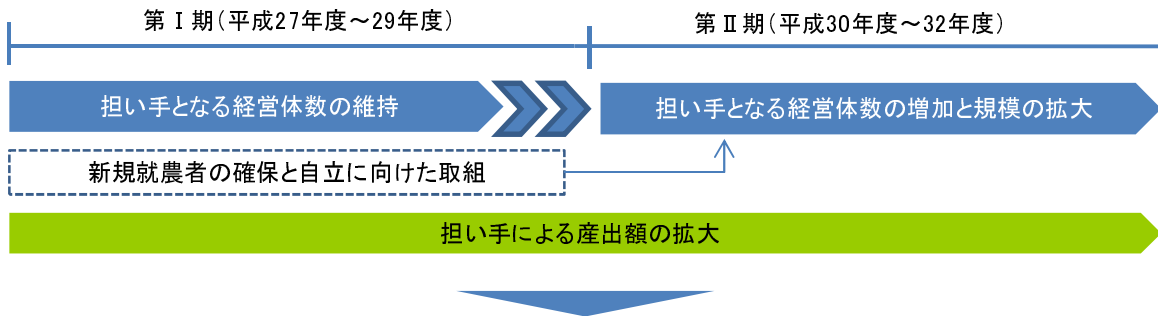 第Ⅰ期（平成27年度～29年度）
第Ⅱ期（平成30年度～32年度）
担い手となる経営体数の維持
担い手となる経営体数の増加と規模の拡大
新規就農者の確保と自立に向けた取組
担い手による産出額の拡大